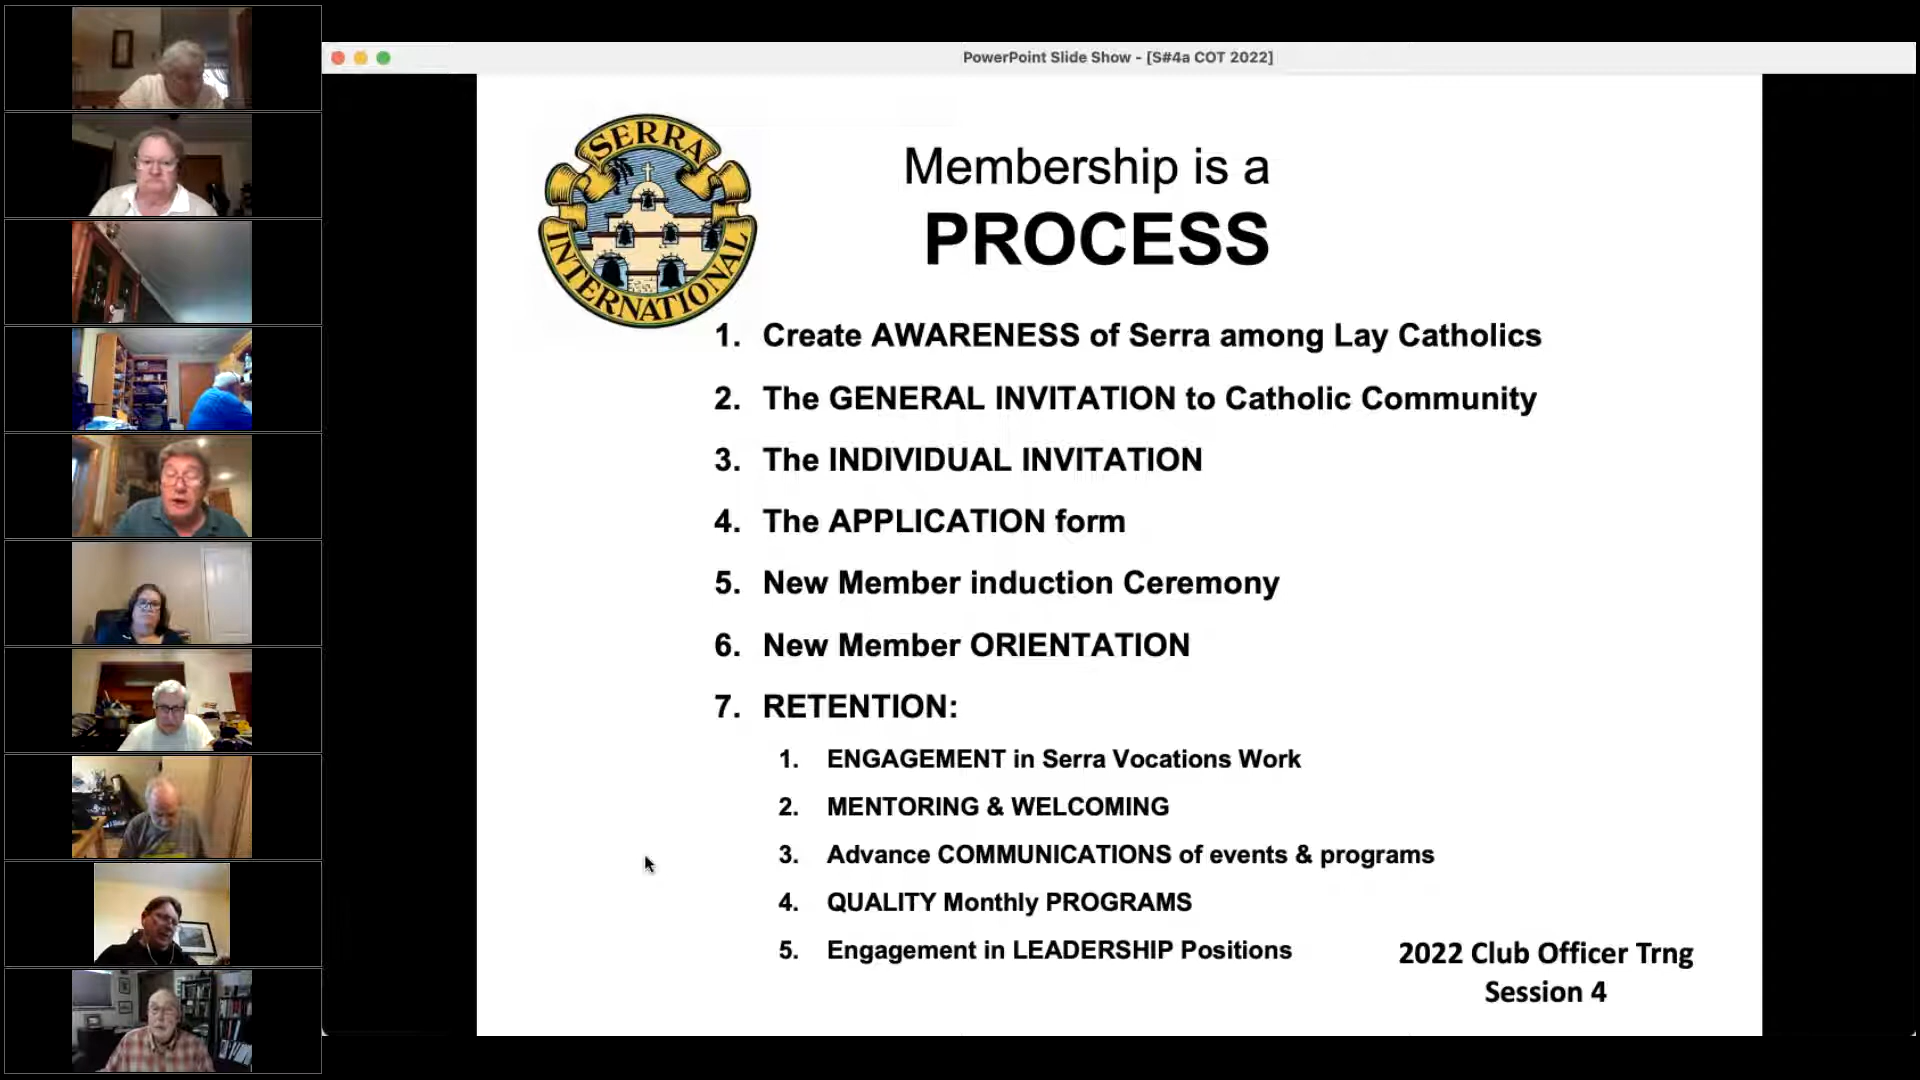 PowerPoint Slide Show - [S#4a COT 2022]
SERRA
INTERNATIONAL
Membership is a
PROCESS
1. Create AWARENESS of Serra among Lay Catholics
2. The GENERAL INVITATION to Catholic Community
3. The INDIVIDUAL INVITATION
4. The APPLICATION form
5. New Member induction Ceremony
6. New Member ORIENTATION
7. RETENTION:
1. ENGAGEMENT in Serra Vocations Work
2. MENTORING & WELCOMING
3. Advance COMMUNICATIONS of events & programs
4. QUALITY Monthly PROGRAMS
5. Engagement in LEADERSHIP Positions
2022 Club Officer Trng
Session 4